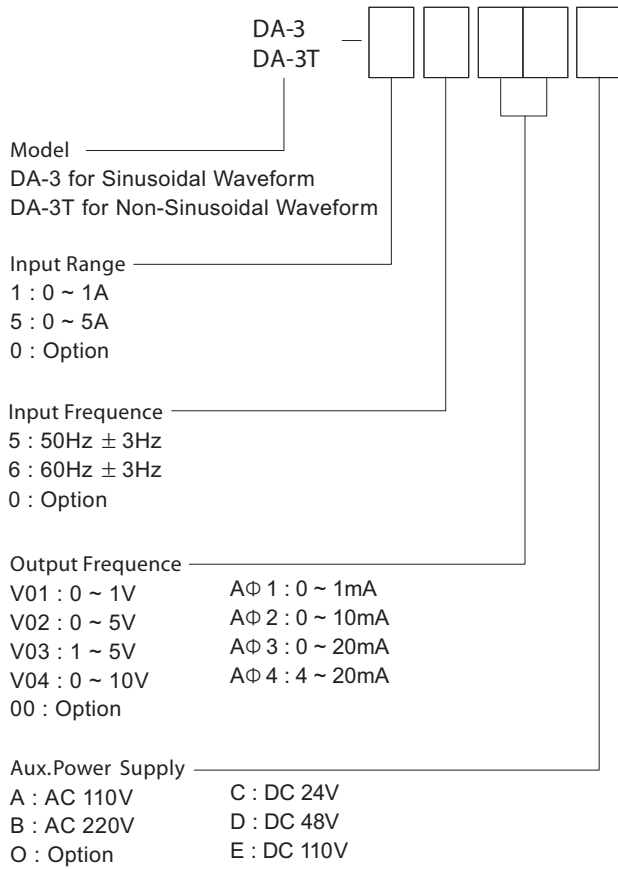 DA-3
DA-3T
Model
DA-3 for Sinusoidal Waveform
DA-3T for Non-Sinusoidal Waveform
Input Range
1 : 0 ~ 1A
5 : 0 ~ 5A
0 : Option
Input Frequence
5 : 50Hz ± 3Hz
6 : 60Hz ± 3Hz
0 : Option
Output Frequence
V01 : 0 ~ 1V
V02 : 0 ~ 5V
V03 : 1 ~ 5V
V04 : 0 ~ 10V
00 : Option
AΦ 1 : 0 ~ 1mA
AΦ 2 : 0 ~ 10mA
AΦ 3 : 0 ~ 20mA
AΦ 4 : 4 ~ 20mA
Aux.Power Supply
A : AC 110V
B : AC 220V
O : Option
C : DC 24V
D : DC 48V
E : DC 110V